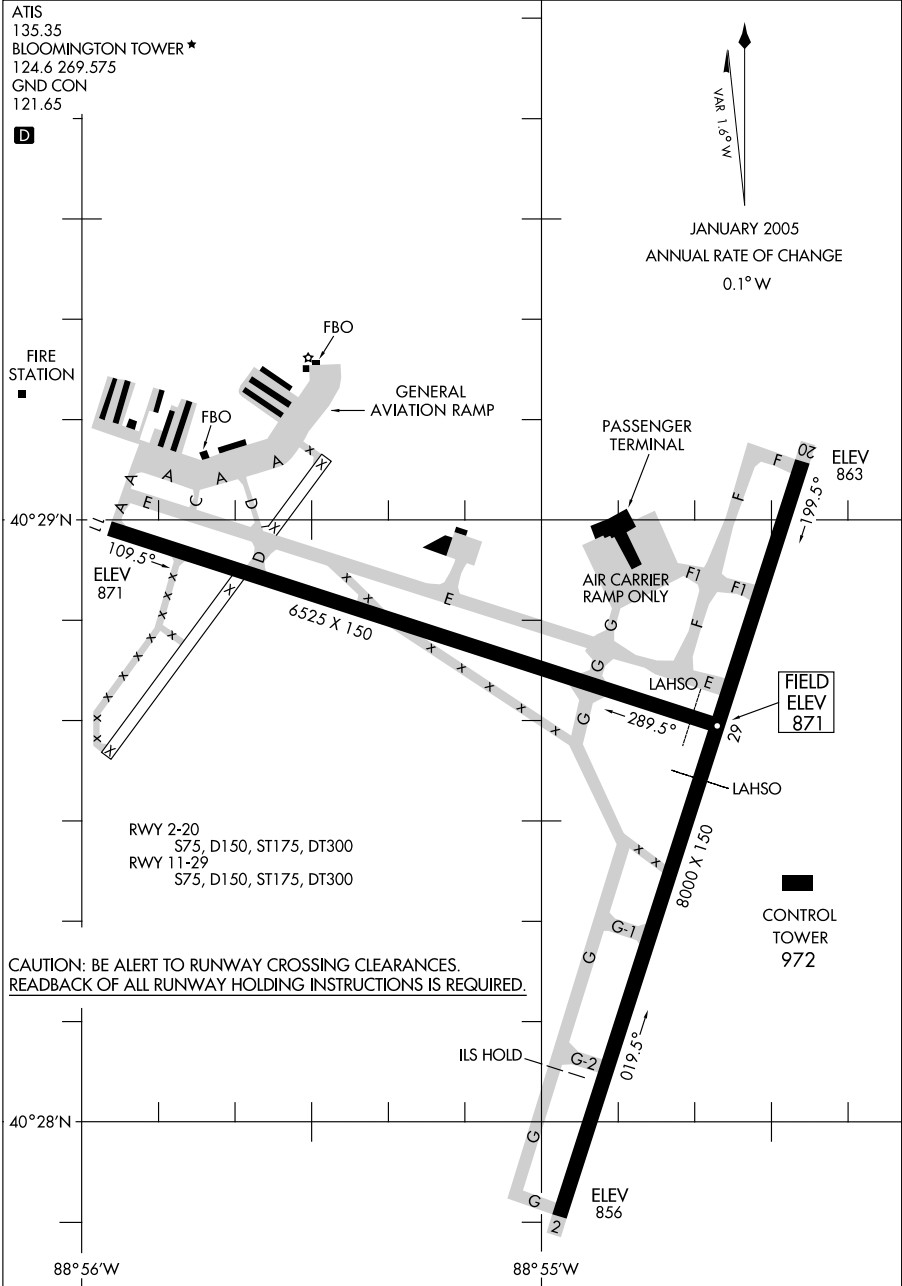 ATIS
135.35
BLOOMINGTON TOWER ★
124.6 269.575
GND CON
121.65
D
VAR 1.6° W
JANUARY 2005
ANNUAL RATE OF CHANGE
0.1° W
FIRE
STATION
FBO
FBO
GENERAL
AVIATION RAMP
PASSENGER
TERMINAL
AIR CARRIER
RAMP ONLY
20
ELEV
863
199.5°
40°29'N
11
109.5°
ELEV
871
A
A
A
A
A
C
D
D
E
E
E
F
F
F
F1
F1
G
G
G
6525 X 150
289.5°
LAHSO
29
FIELD
ELEV
871
LAHSO
8000 X 150
X
X
X
X
x x x x x x x x x x
x x x x x x x
x x
x x
RWY 2-20
S75, D150, ST175, DT300
RWY 11-29
S75, D150, ST175, DT300
CONTROL
TOWER
972
CAUTION: BE ALERT TO RUNWAY CROSSING CLEARANCES.
READBACK OF ALL RUNWAY HOLDING INSTRUCTIONS IS REQUIRED.
G-1
G
ILS HOLD
G-2
019.5°
40°28'N
G
G
2
ELEV
856
88°56'W
88°55'W